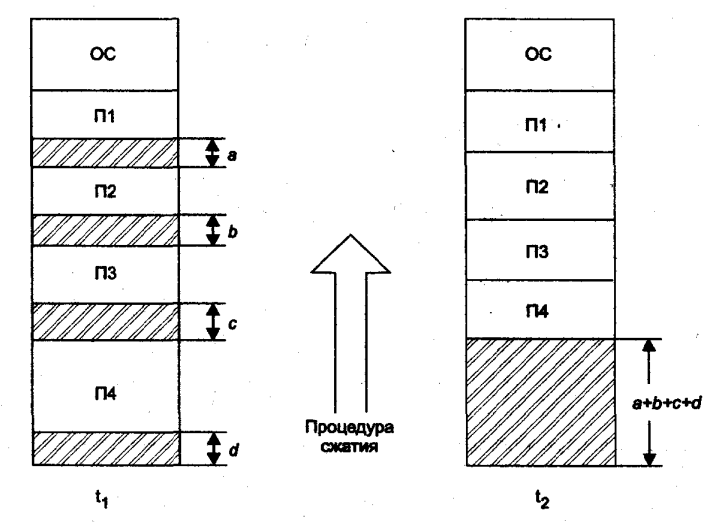 ОС
П1
a
П2
b
П3
c
П4
d
t1
Процедура
сжатия
ОС
П1
П2
П3
П4
a+b+c+d
t2